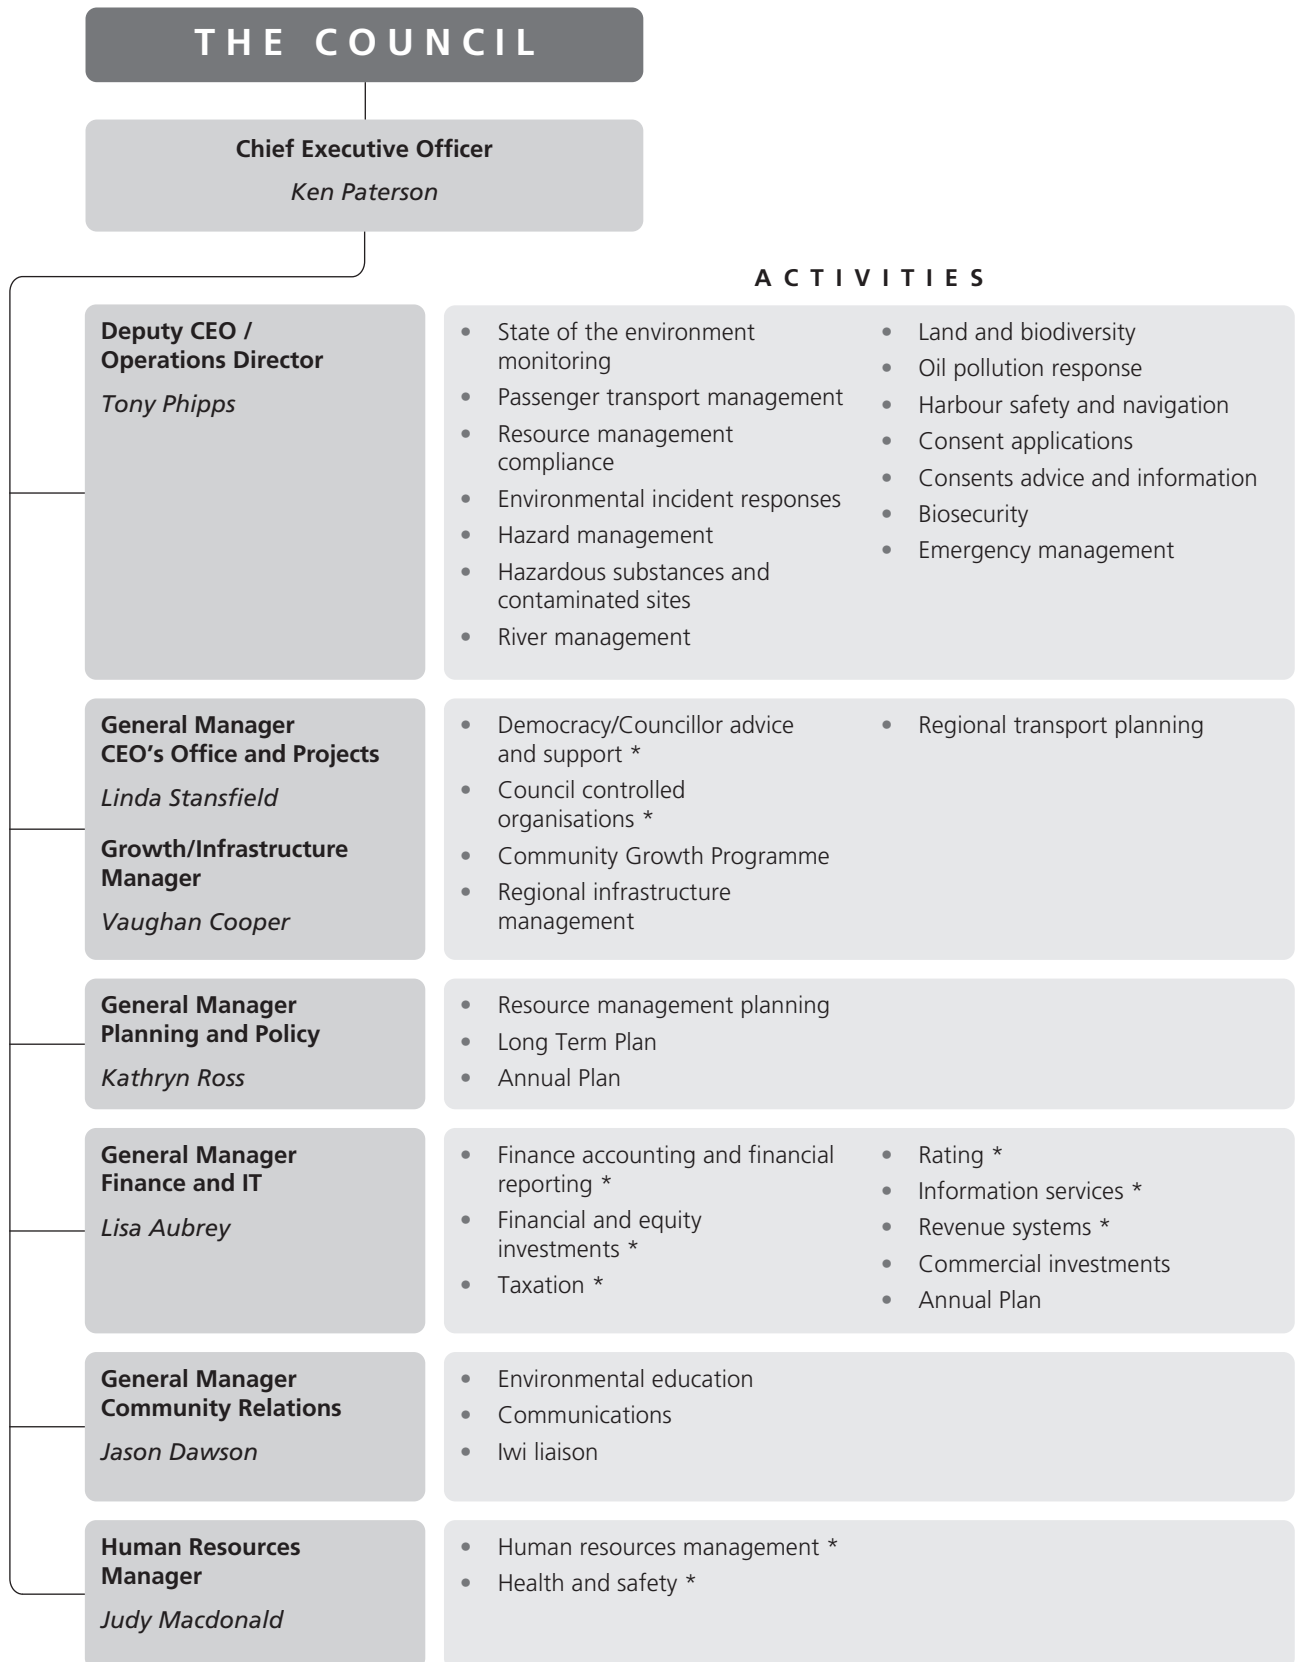 THE COUNCIL
Chief Executive Officer
Ken Paterson
ACTIVITIES
Deputy CEO /
Operations Director
Tony Phipps
• State of the environment
monitoring
• Passenger transport management
• Resource management
compliance
• Environmental incident responses
• Hazard management
• Hazardous substances and
contaminated sites
• River management
• Land and biodiversity
• Oil pollution response
• Harbour safety and navigation
• Consent applications
• Consents advice and information
• Biosecurity
• Emergency management
General Manager
CEO's Office and Projects
Linda Stansfield
Growth/Infrastructure
Manager
Vaughan Cooper
• Democracy/Councillor advice
and support *
• Council controlled
organisations *
• Community Growth Programme
• Regional infrastructure
management
• Regional transport planning
General Manager
Planning and Policy
Kathryn Ross
• Resource management planning
• Long Term Plan
• Annual Plan
General Manager
Finance and IT
Lisa Aubrey
• Finance accounting and financial
reporting *
• Financial and equity
investments *
• Taxation *
• Rating *
• Information services *
• Revenue systems *
• Commercial investments
• Annual Plan
General Manager
Community Relations
Jason Dawson
• Environmental education
• Communications
• Iwi liaison
Human Resources
Manager
Judy Macdonald
• Human resources management *
• Health and safety *